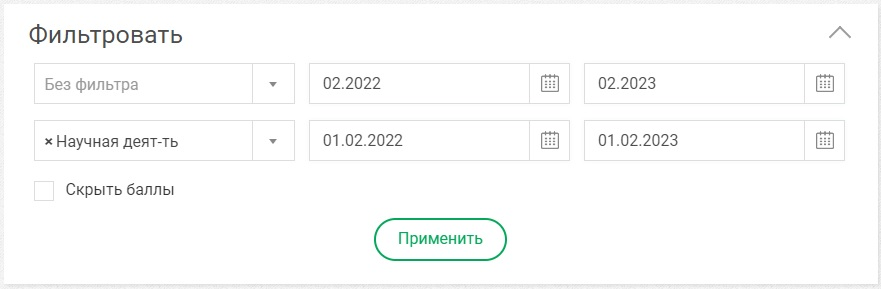 Фильтровать
Без фильтра 02.2022 02.2023
× Научная деят-ть 01.02.2022 01.02.2023
Скрыть баллы
Применить